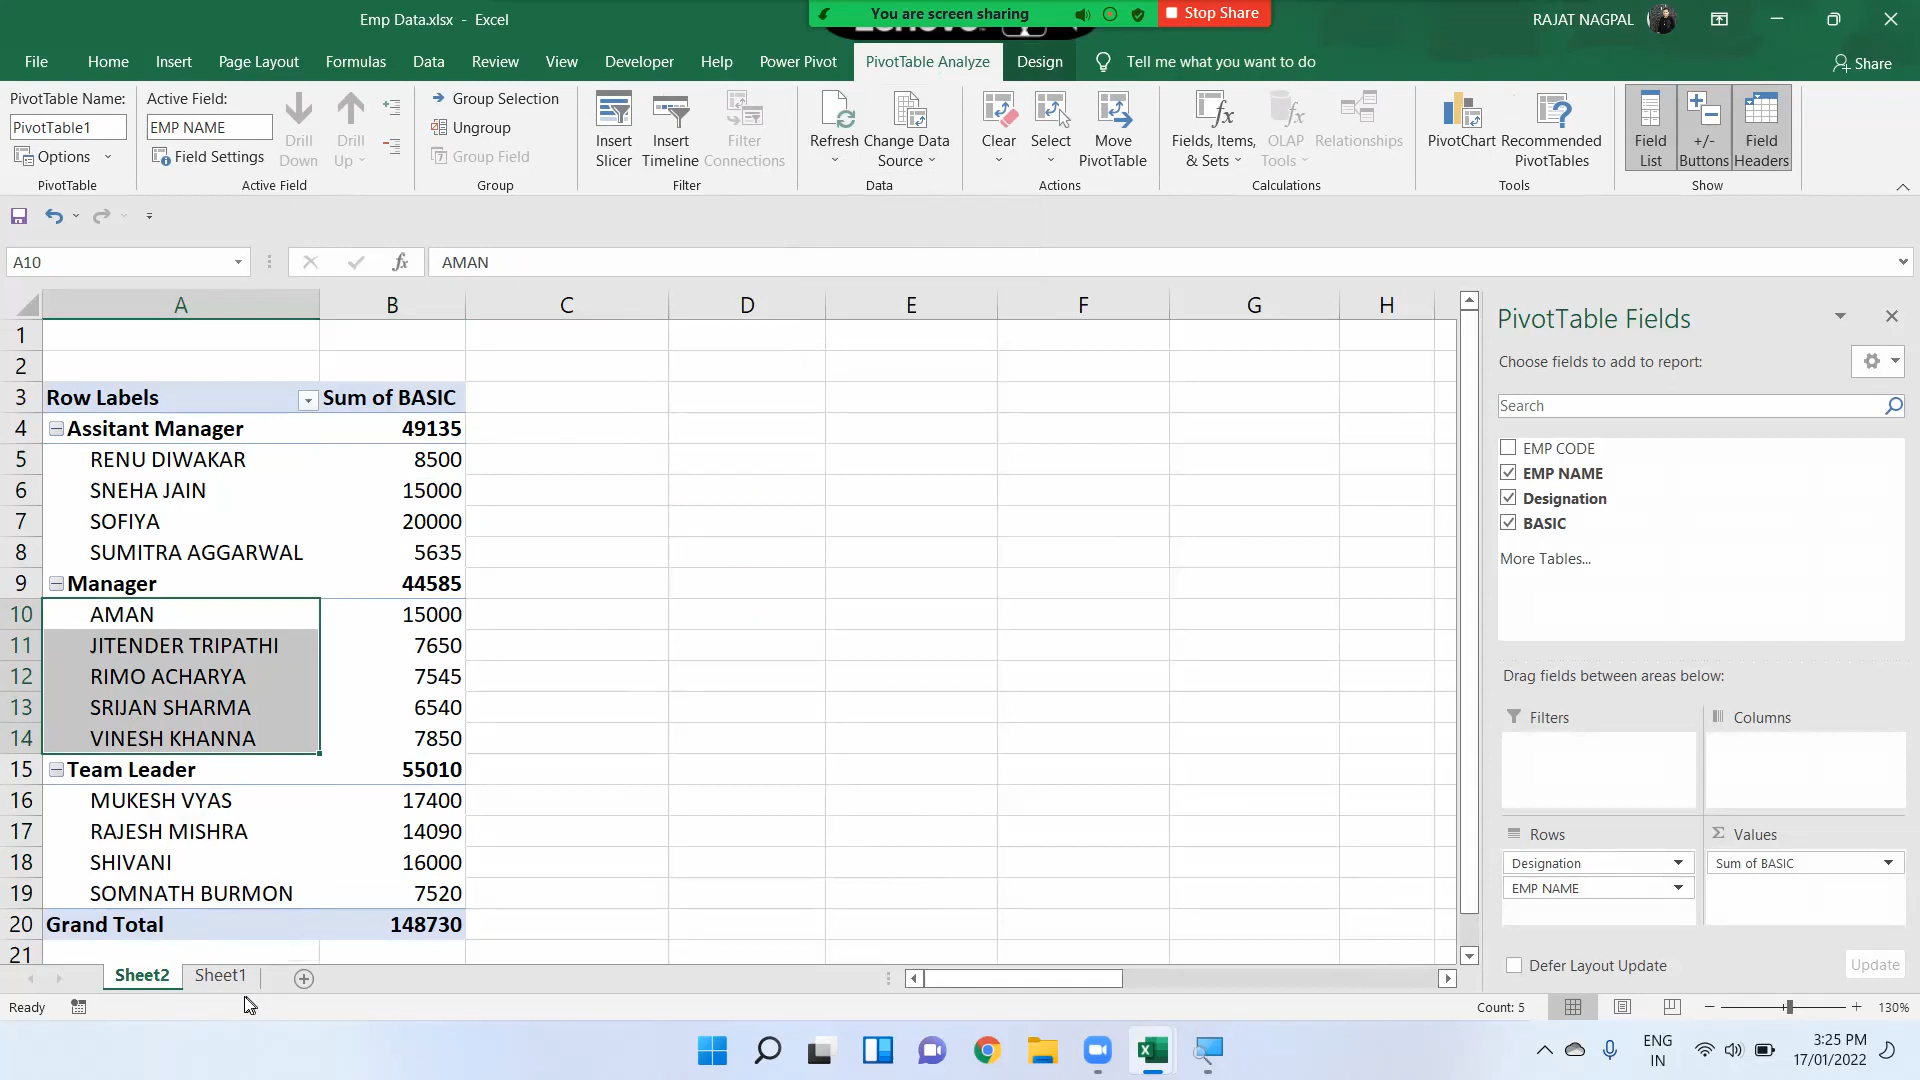 Emp Data.xlsx - Excel
You are screen sharing
Stop Share
RAJAT NAGPAL
File Home Insert Page Layout Formulas Data Review View Developer Help Power Pivot PivotTable Analyze Design Tell me what you want to do Share
PivotTable Name:
PivotTable1
Options
PivotTable
Active Field:
EMP NAME
Field Settings
Drill Down
Drill Up
Active Field
Group Selection
Ungroup
Group Field
Group
Insert Slicer
Insert Timeline
Filter Connections
Filter
Refresh
Change Data Source
Data
Clear
Select
Move PivotTable
Actions
Fields, Items, & Sets
OLAP Tools
Relationships
Calculations
PivotChart
Recommended PivotTables
Tools
Field List
+/- Buttons
Field Headers
Show
A10
fx
AMAN
A B C D E F G H
1
2
3 Row Labels Sum of BASIC
4 Assitant Manager 49135
5 RENU DIWAKAR 8500
6 SNEHA JAIN 15000
7 SOFIYA 20000
8 SUMITRA AGGARWAL 5635
9 Manager 44585
10 AMAN 15000
11 JITENDER TRIPATHI 7650
12 RIMO ACHARYA 7545
13 SRIJAN SHARMA 6540
14 VINESH KHANNA 7850
15 Team Leader 55010
16 MUKESH VYAS 17400
17 RAJESH MISHRA 14090
18 SHIVANI 16000
19 SOMNATH BURMON 7520
20 Grand Total 148730
21
PivotTable Fields
Choose fields to add to report:
Search
EMP CODE
EMP NAME
Designation
BASIC
More Tables...
Drag fields between areas below:
Filters
Columns
Rows
Designation
EMP NAME
Σ Values
Sum of BASIC
Defer Layout Update
Update
Sheet2 Sheet1
Ready
Count: 5
130%
ENG
IN
3:25 PM
17/01/2022